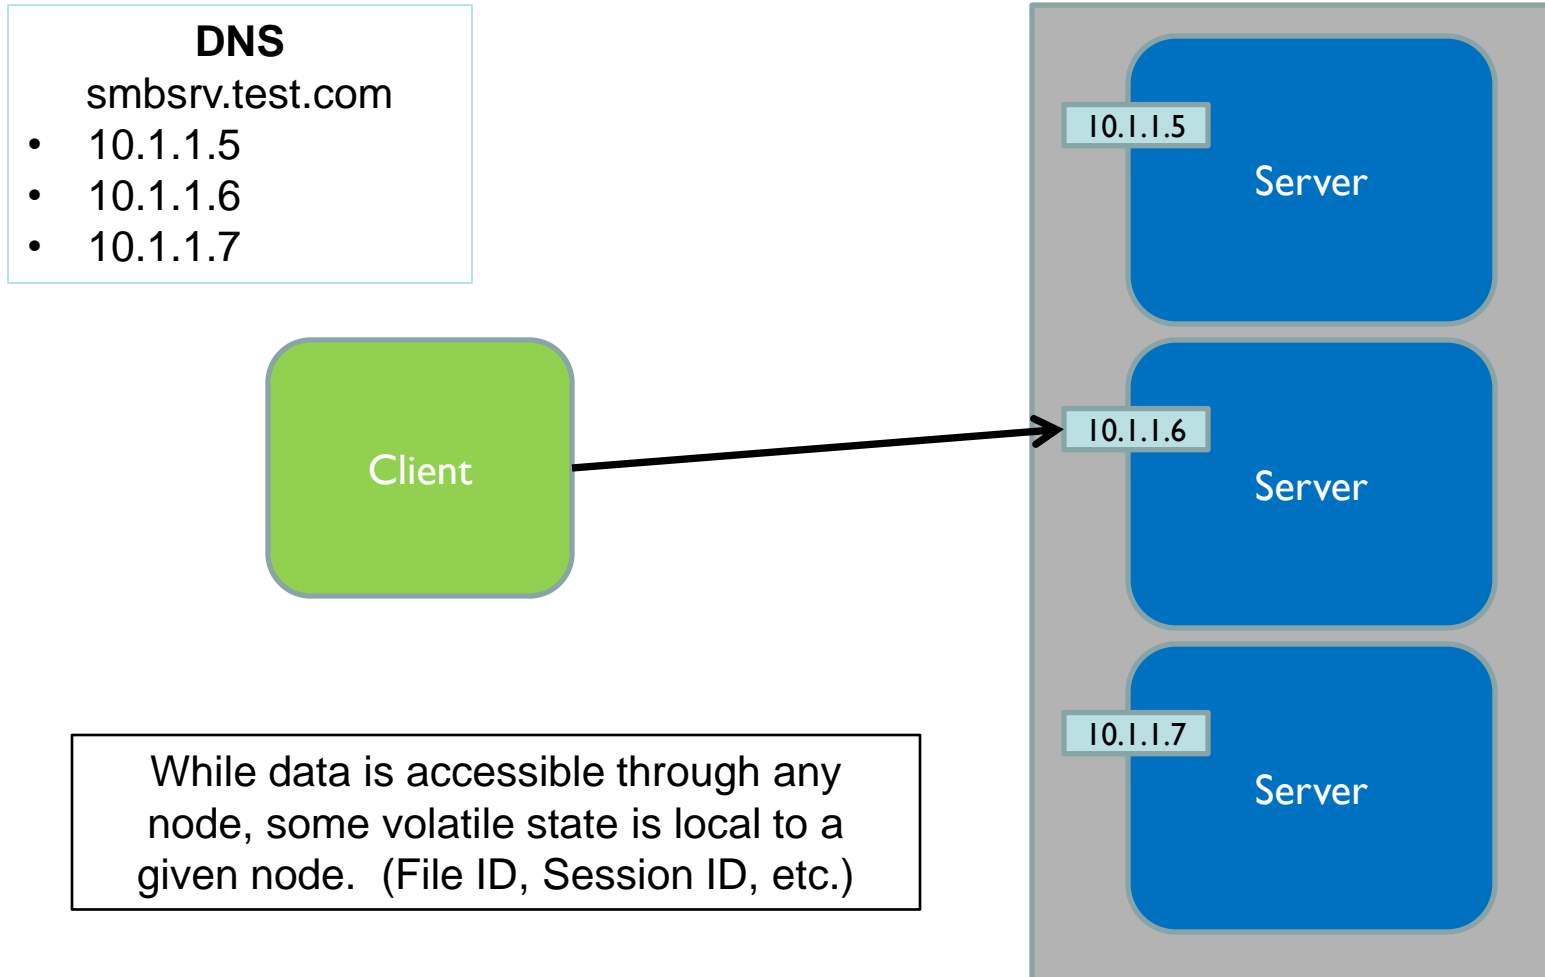 DNS
smbsrv.test.com
• 10.1.1.5
• 10.1.1.6
• 10.1.1.7
10.1.1.5
Server
Client
10.1.1.6
Server
While data is accessible through any
node, some volatile state is local to a
given node.  (File ID, Session ID, etc.)
10.1.1.7
Server